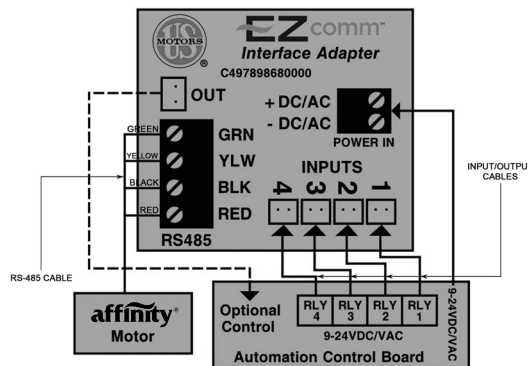 US
MOTORS
®
EZ comm™
Interface Adapter
C497898680000
OUT
+ DC/AC
- DC/AC
POWER IN
GREEN
GRN
YELLOW
YLW
BLACK
BLK
RED
RED
RS485
INPUTS
4 3 2 1
INPUT/OUTPU
CABLES
RS-485 CABLE
affinity®
Motor
Optional
Control
RLY
4
RLY
3
RLY
2
RLY
1
9-24VDC/VAC
9-24VDC/VAC
Automation Control Board